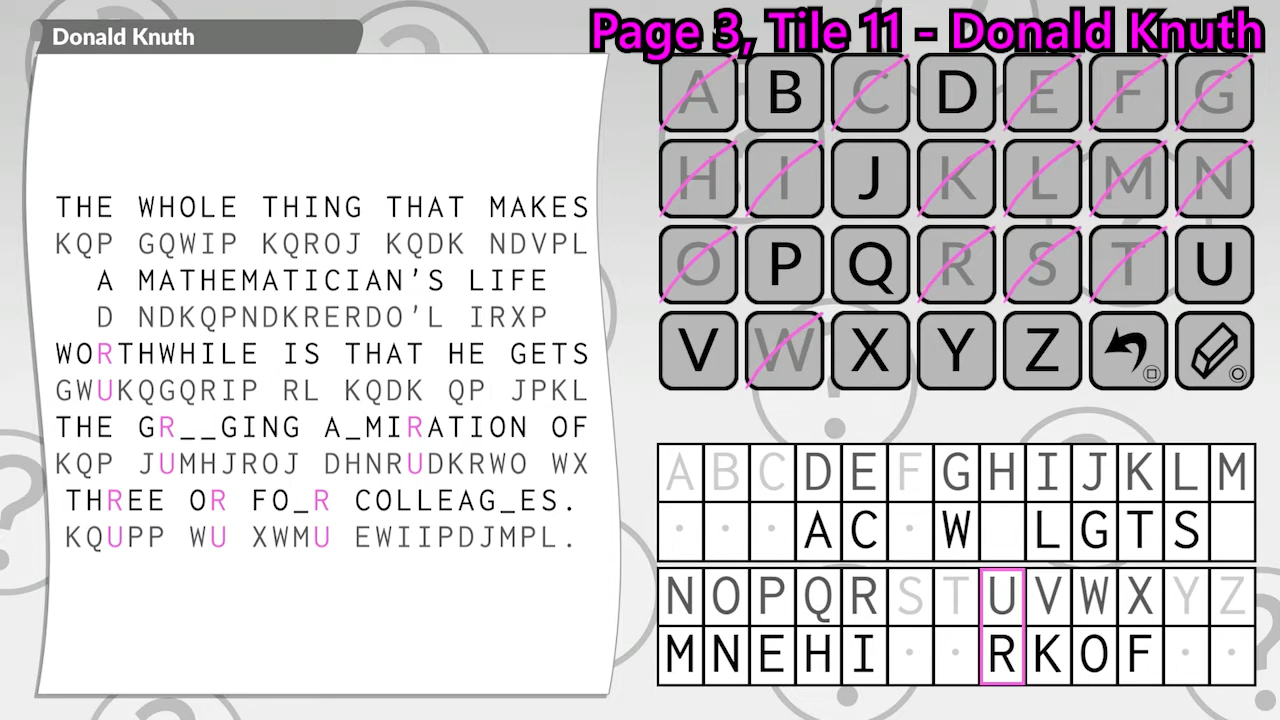 Donald Knuth
Page 3, Tile 11 - Donald Knuth
THE WHOLE THING THAT MAKES
KQP GQWIP KQROJ KQDK NDVPL
A MATHEMATICIAN’S LIFE
D NDKQPNDKRERDO’L IRXP
WORTHWHILE IS THAT HE GETS
GWUKQGQRIP RL KQDK QP JPKL
THE GR__GING A_MIRATION OF
KQP JUMHJROJ DHNRUDKRWO WX
THREE OR FO_R COLLEAG_ES.
KQUPP WU XWMU EWIIPDJMPL.
A B C D E F G
H I J K L M N
O P Q R S T U
V W X Y Z
A B C D E F G H I J K L M
· · · A C · W L G T S
N O P Q R S T U V W X Y Z
M N E H I · · R K O F · ·